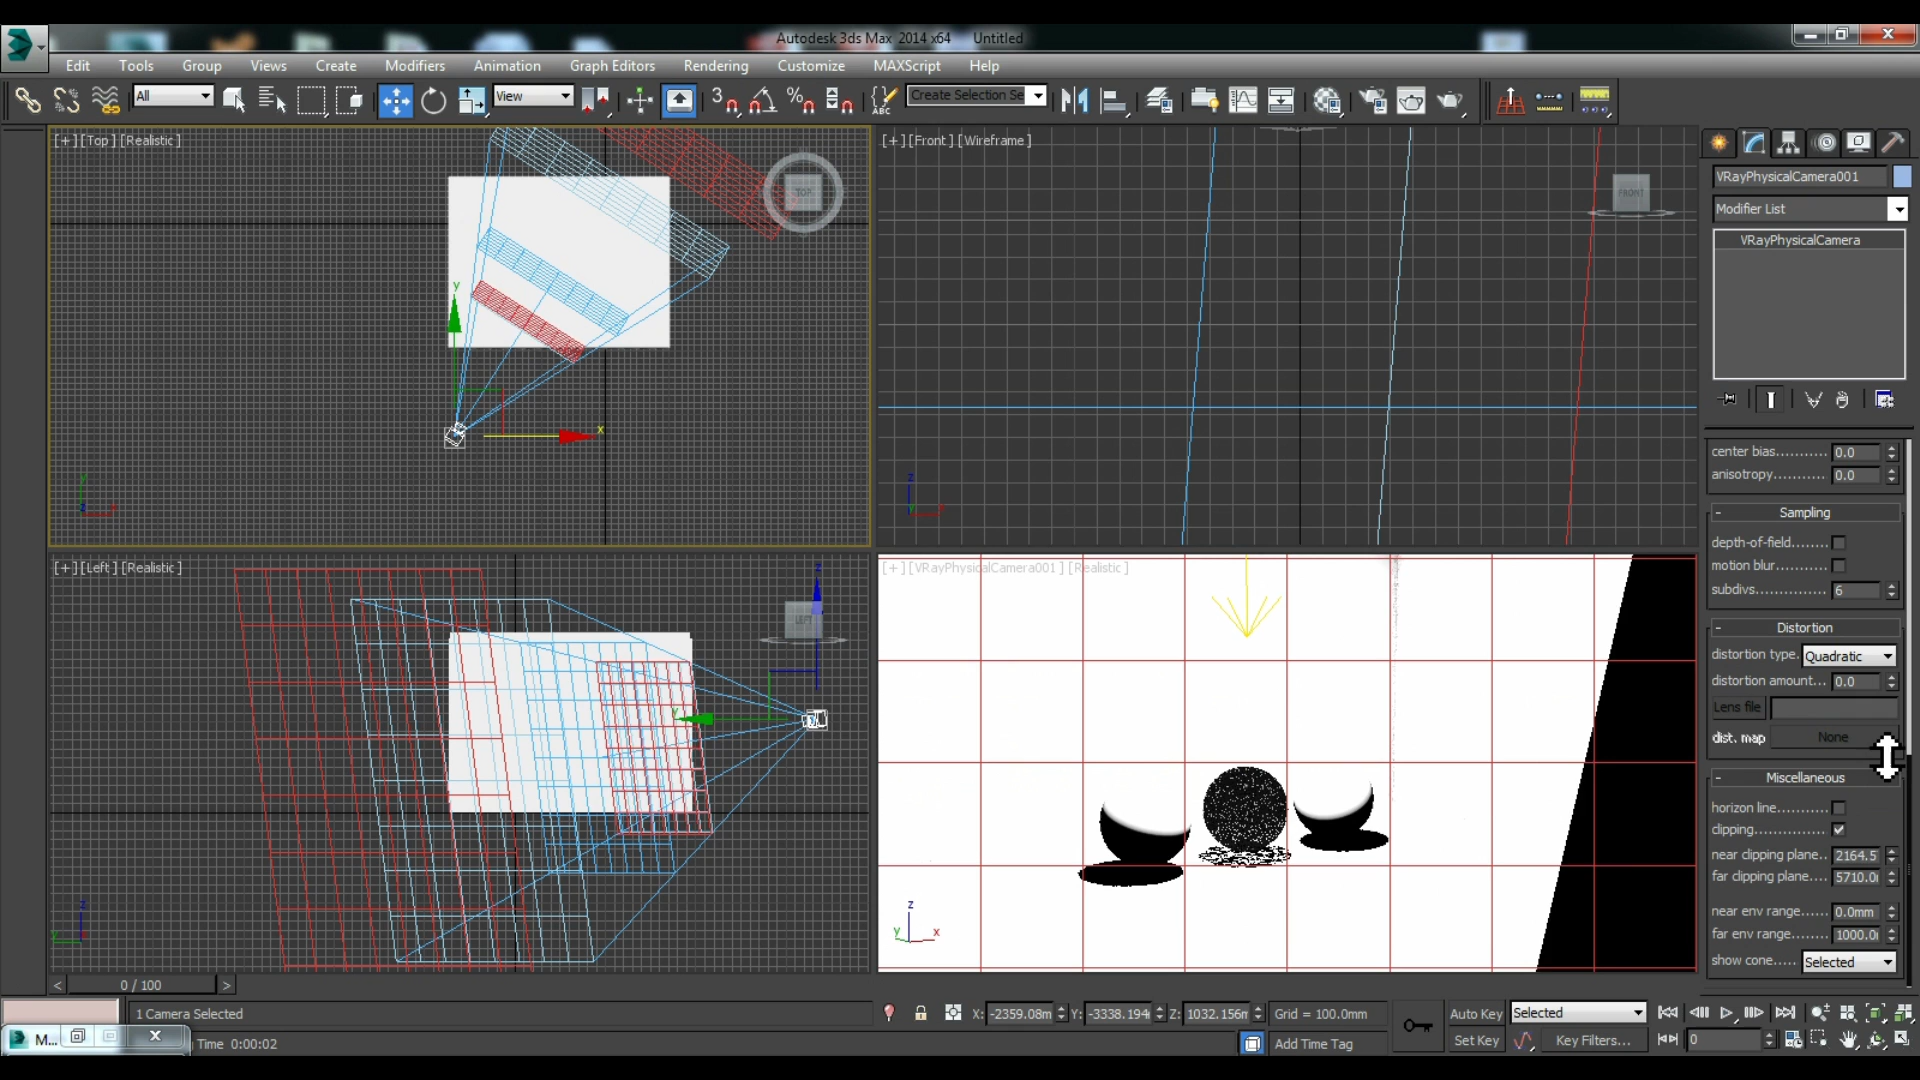 Autodesk 3ds Max 2014 x64 Untitled
Edit Tools Group Views Create Modifiers Animation Graph Editors Rendering Customize MAXScript Help
All View Create Selection Se
[+] [Top] [Realistic]
[+] [Front] [Wireframe]
TOP
FRONT
VRayPhysicalCamera001
Modifier List
VRayPhysicalCamera
y
x
z
center bias........... 0.0
anisotropy........... 0.0
- Sampling
depth-of-field........
motion blur...........
subdivs............... 6
[+] [Left] [Realistic]
[+] [VRayPhysicalCamera001] [Realistic]
LEFT
- Distortion
distortion type. Quadratic
distortion amount... 0.0
Lens file
dist. map None
- Miscellaneous
horizon line...........
clipping................
near clipping plane.. 2164.5
far clipping plane.... 5710.0
near env range...... 0.0mm
far env range........ 1000.0
show cone..... Selected
z
y x
< 0 / 100 >
1 Camera Selected
X: -2359.08m Y: -3338.194 Z: 1032.156m Grid = 100.0mm
Auto Key Selected
M...
Time 0:00:02
Add Time Tag
Set Key Key Filters... 0